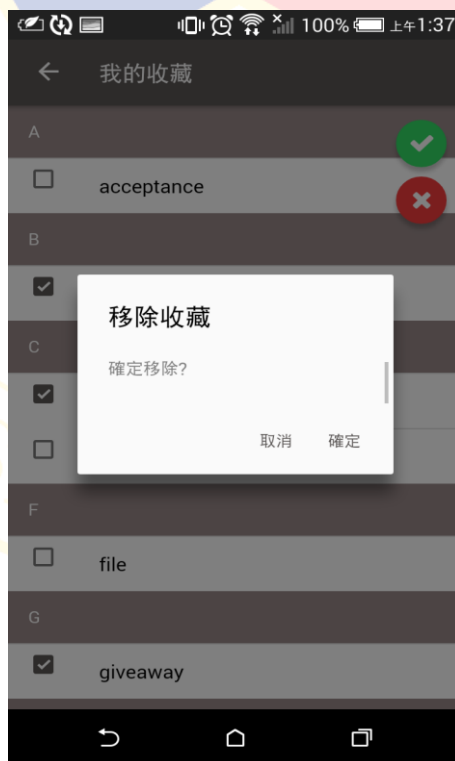 100% 上午1:37
我的收藏
A
acceptance
B
移除收藏
C
確定移除?
取消 確定
F
file
G
giveaway